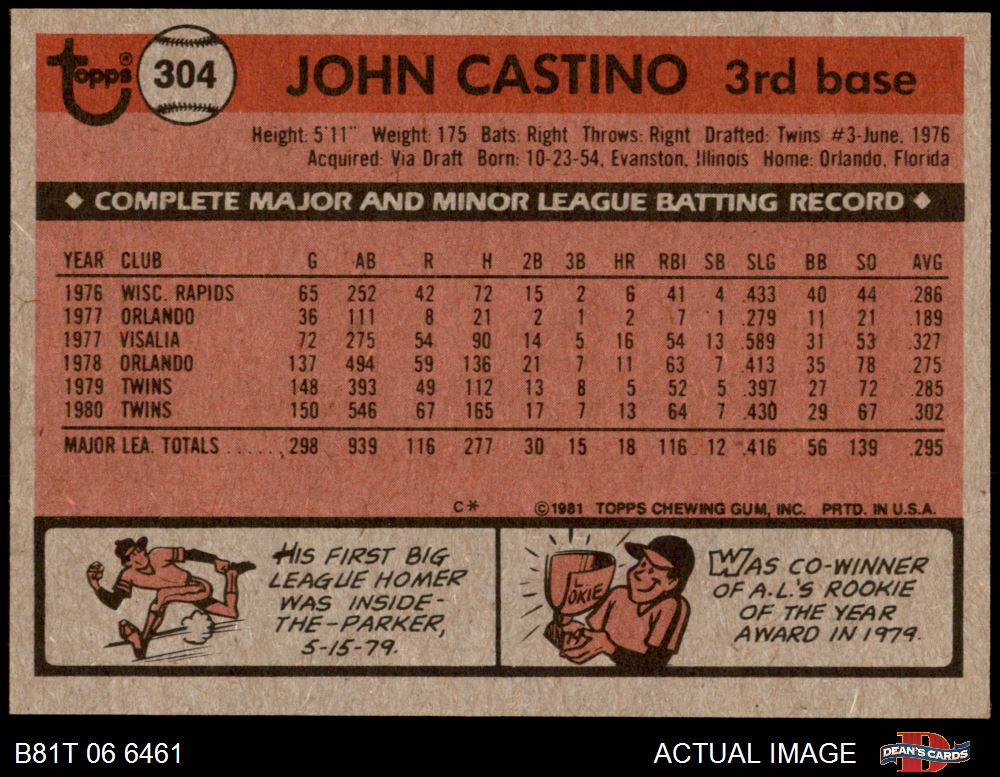 topps®
304
JOHN CASTINO 3rd base
Height: 5'11" Weight: 175 Bats: Right Throws: Right Drafted: Twins #3-June, 1976
Acquired: Via Draft Born: 10-23-54, Evanston, Illinois Home: Orlando, Florida
◆ COMPLETE MAJOR AND MINOR LEAGUE BATTING RECORD ◆
YEAR CLUB G AB R H 2B 3B HR RBI SB SLG BB SO AVG
1976 WISC. RAPIDS 65 252 42 72 15 2 6 41 4 .433 40 44 .286
1977 ORLANDO 36 111 8 21 2 1 2 7 1 .279 11 21 .189
1977 VISALIA 72 275 54 90 14 5 16 54 13 .589 31 53 .327
1978 ORLANDO 137 494 59 136 21 7 11 63 7 .413 35 78 .275
1979 TWINS 148 393 49 112 13 8 5 52 5 .397 27 72 .285
1980 TWINS 150 546 67 165 17 7 13 64 7 .430 29 67 .302
MAJOR LEA. TOTALS ...... 298 939 116 277 30 15 18 116 12 .416 56 139 .295
C* ©1981 TOPPS CHEWING GUM, INC. PRTD. IN U.S.A.
HIS FIRST BIG
LEAGUE HOMER
WAS INSIDE-
THE-PARKER,
5-15-79.
OKIE
WAS CO-WINNER
OF A.L.'S ROOKIE
OF THE YEAR
AWARD IN 1979.
B81T 06 6461
ACTUAL IMAGE
DEAN'S CARDS